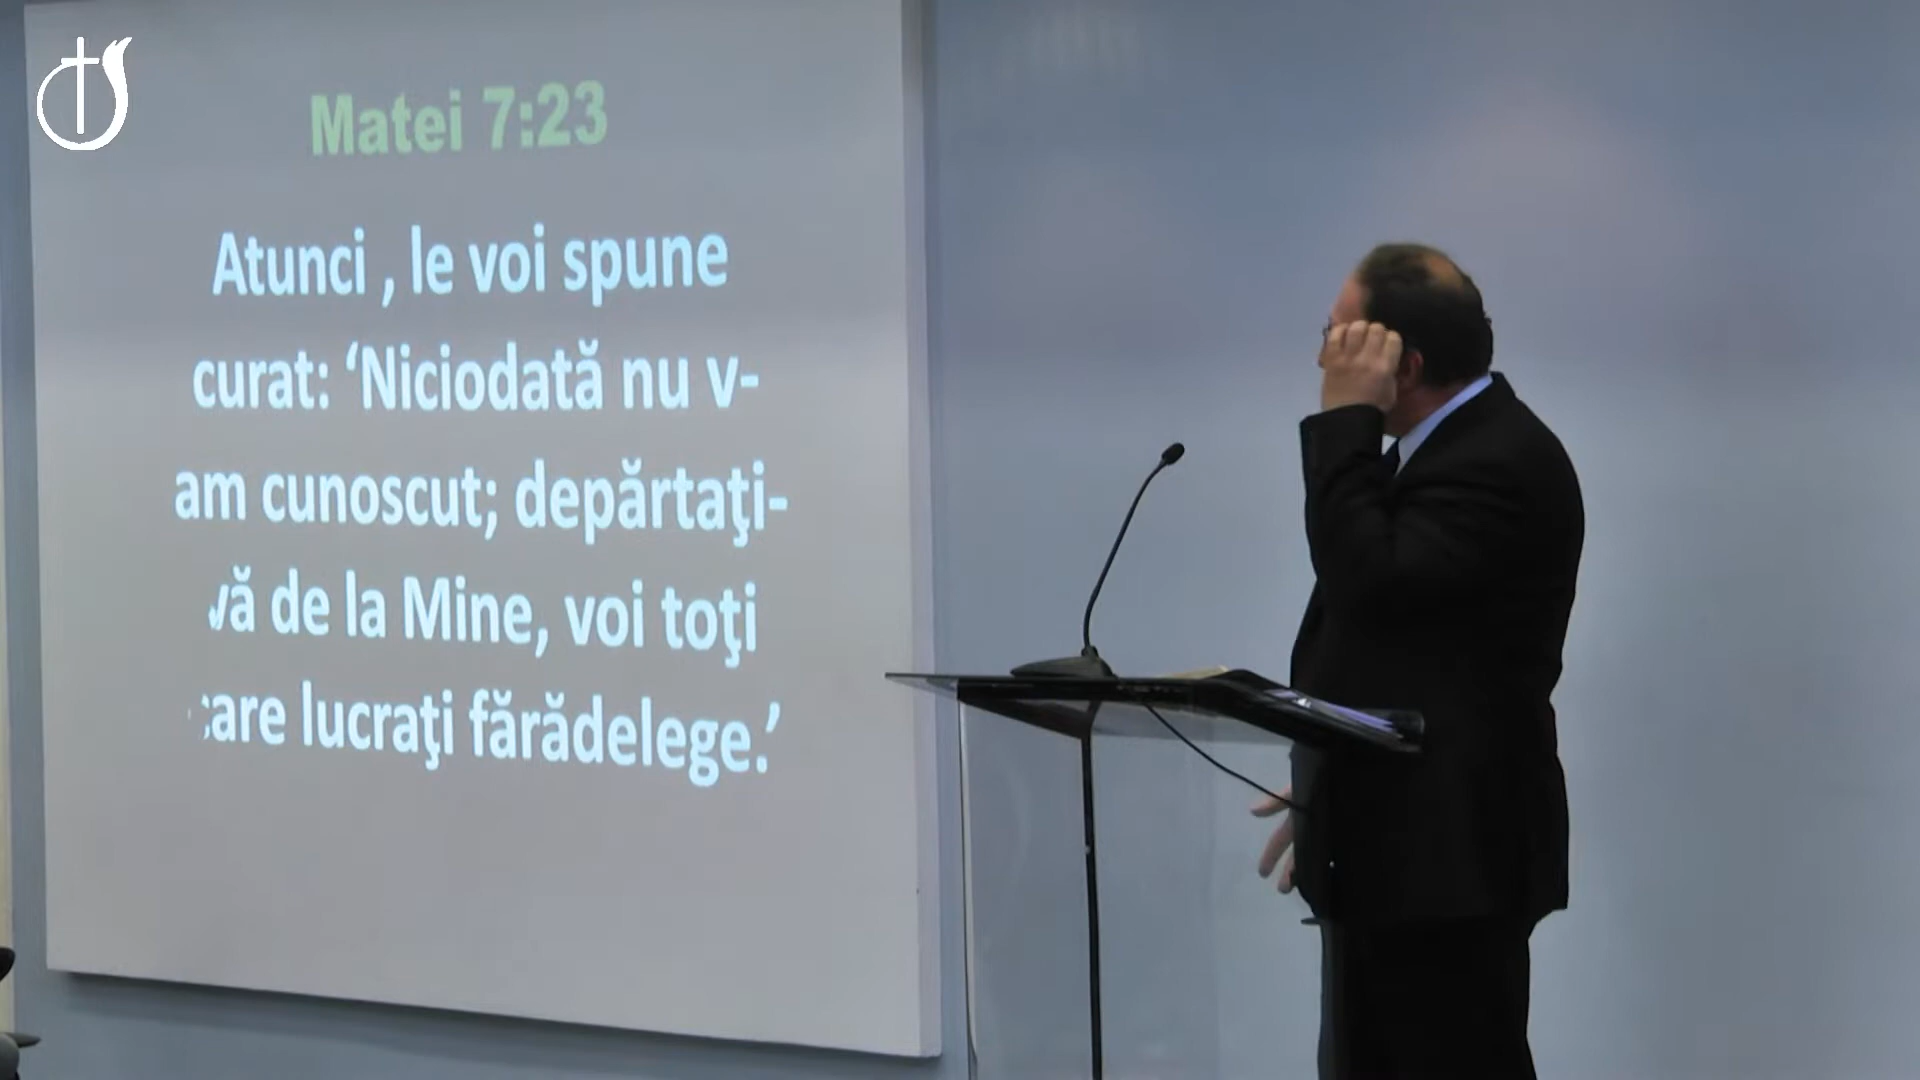 Matei 7:23
Atunci , le voi spune
curat: ‘Niciodată nu v-
am cunoscut; depărtaţi-
vă de la Mine, voi toţi
care lucraţi fărădelege.’